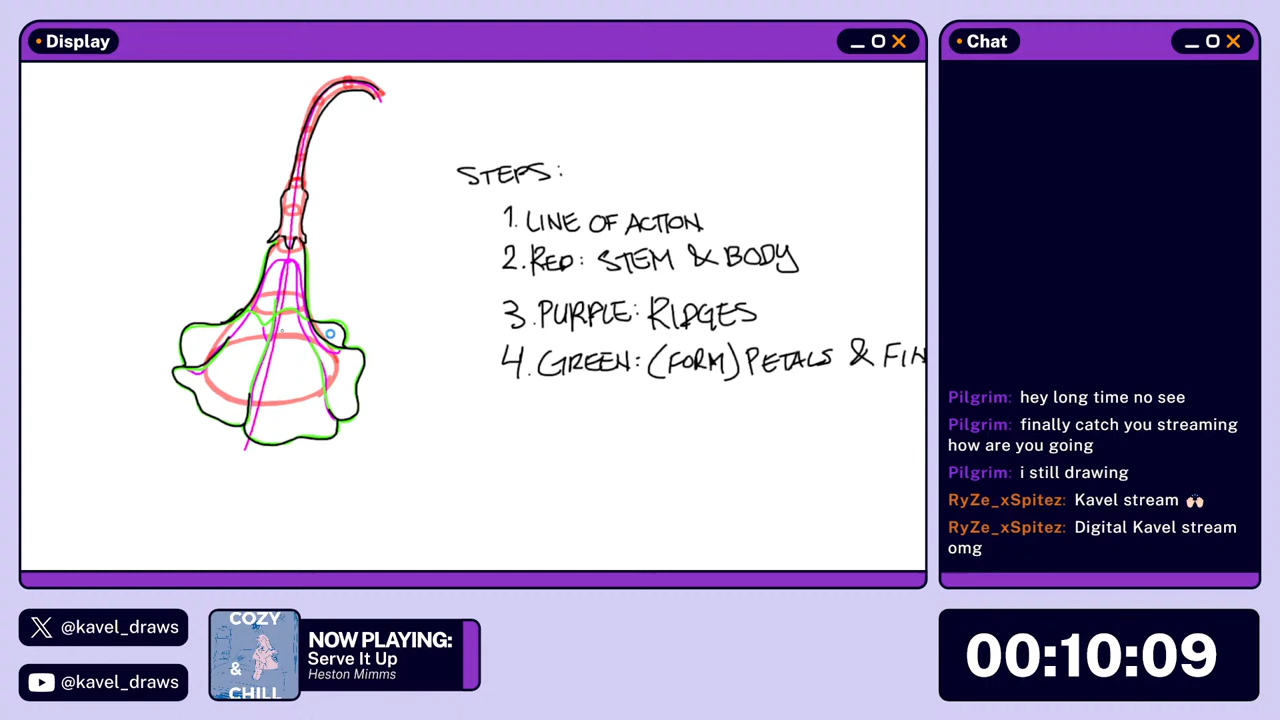 Display
STEPS:
1. LINE OF ACTION
2. RED: STEM & BODY
3. PURPLE: RIDGES
4. GREEN: (FORM) PETALS & FIN
Chat
Pilgrim: hey long time no see
Pilgrim: finally catch you streaming
how are you going
Pilgrim: i still drawing
RyZe_xSpitez: Kavel stream 🙌🏻
RyZe_xSpitez: Digital Kavel stream
omg
@kavel_draws
@kavel_draws
COZY
&
CHILL
NOW PLAYING:
Serve It Up
Heston Mimms
00:10:09